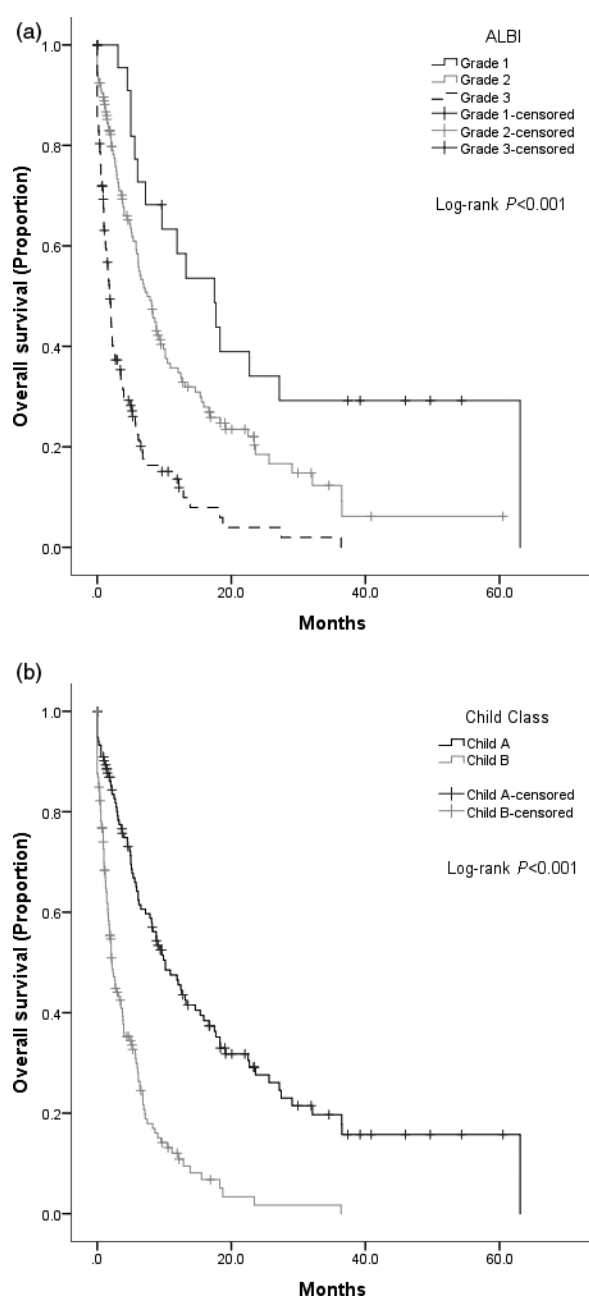 (a)
ALBI
Grade 1
Grade 2
Grade 3
Grade 1-censored
Grade 2-censored
Grade 3-censored
Log-rank P<0.001
Overall survival (Proportion)
1.0
0.8
0.6
0.4
0.2
0.0
.0 20.0 40.0 60.0
Months
(b)
Child Class
Child A
Child B
Child A-censored
Child B-censored
Log-rank P<0.001
Overall survival (Proportion)
1.0
0.8
0.6
0.4
0.2
0.0
.0 20.0 40.0 60.0
Months